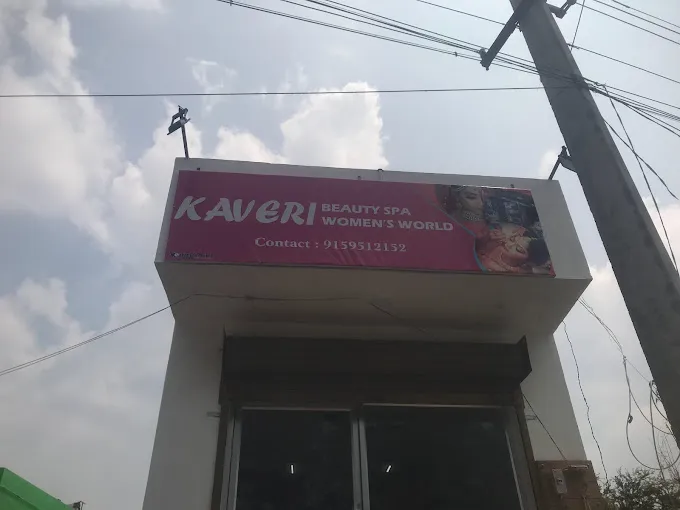 KAVERI
BEAUTY SPA
WOMEN'S WORLD
Contact : 9159512152